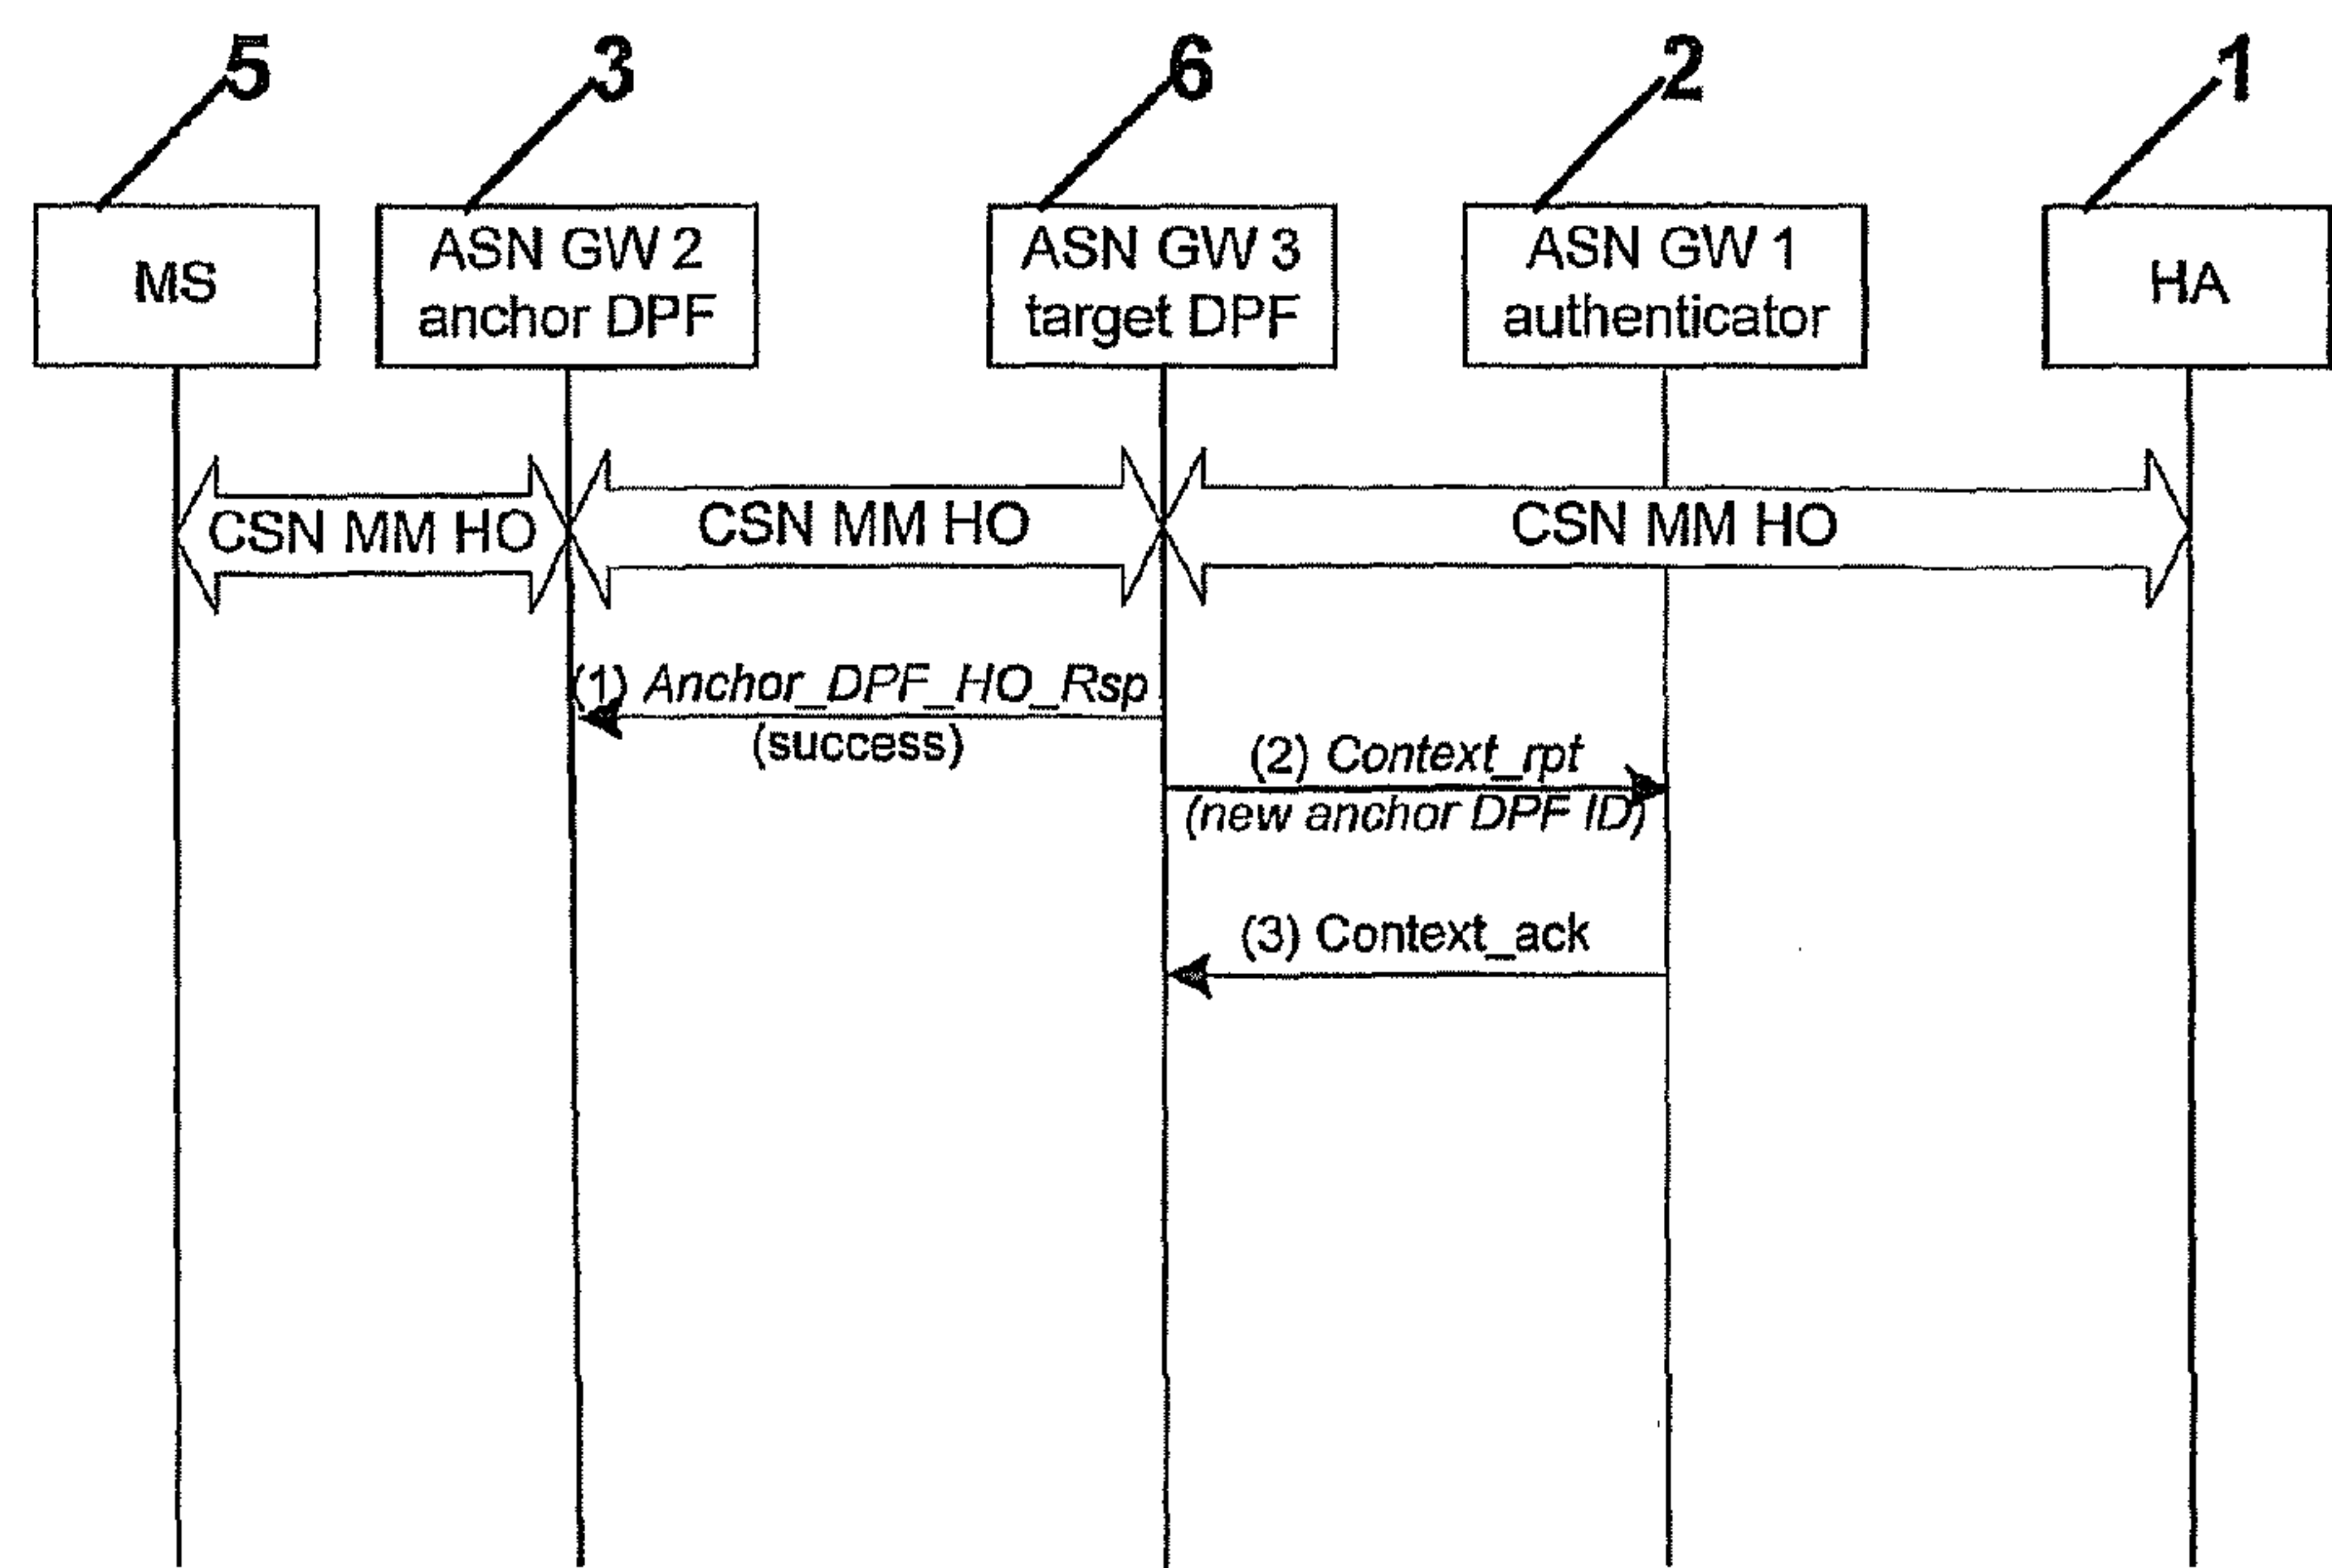 5
3
6
2
1
MS
ASN GW 2
anchor DPF
ASN GW 3
target DPF
ASN GW 1
authenticator
HA
CSN MM HO
CSN MM HO
CSN MM HO
(1) Anchor_DPF_HO_Rsp
(success)
(2) Context_rpt
(new anchor DPF ID)
(3) Context_ack